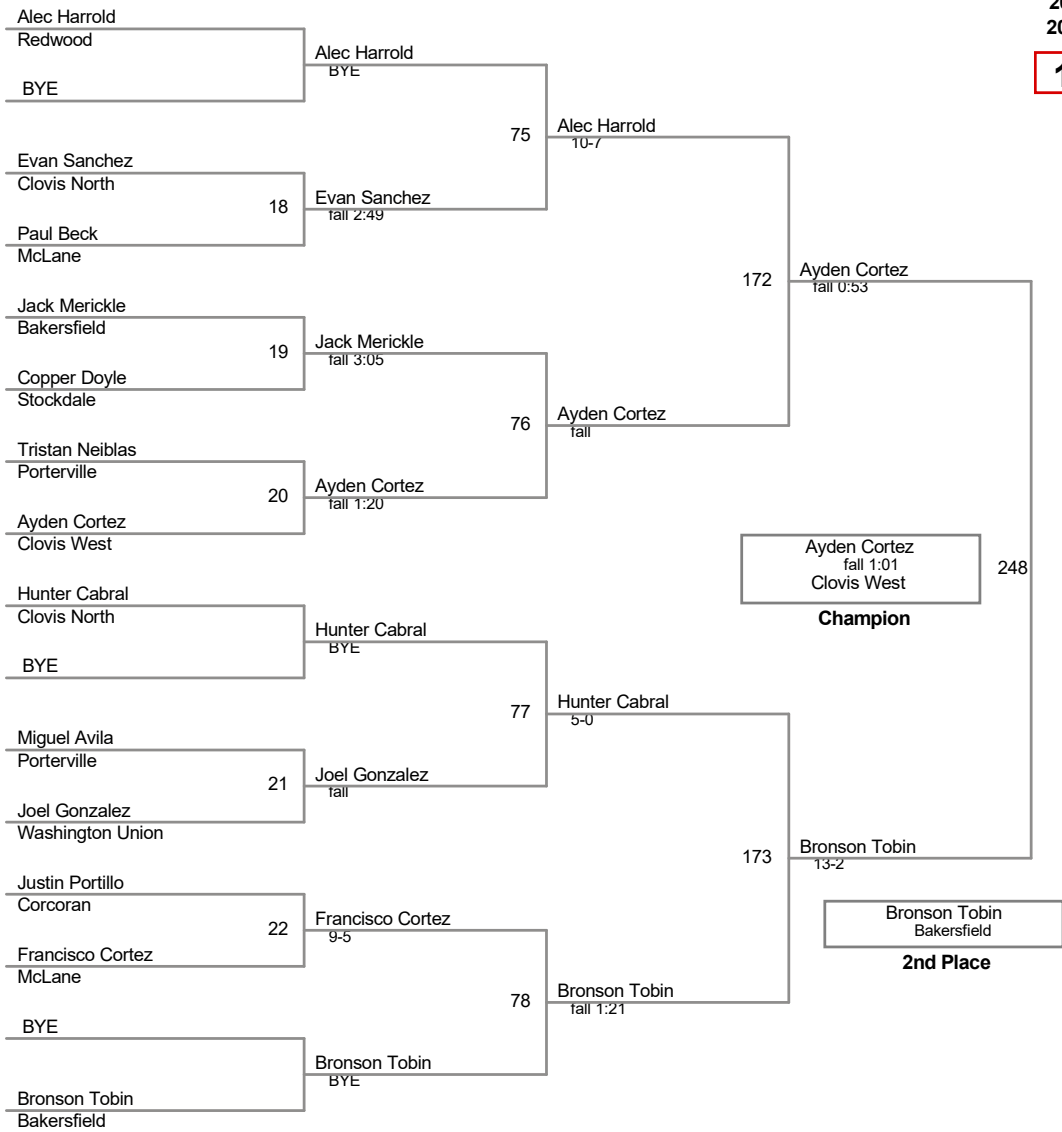 Alec Harrold
Redwood
BYE
Evan Sanchez
Clovis North
18
Paul Beck
McLane
Jack Merickle
Bakersfield
19
Copper Doyle
Stockdale
Tristan Neiblas
Porterville
20
Ayden Cortez
Clovis West
Hunter Cabral
Clovis North
BYE
Miguel Avila
Porterville
21
Joel Gonzalez
Washington Union
Justin Portillo
Corcoran
22
Francisco Cortez
McLane
BYE
Bronson Tobin
Bakersfield
Alec Harrold
BYE
75
Evan Sanchez
fall 2:49
Jack Merickle
fall 3:05
76
Ayden Cortez
fall 1:20
Hunter Cabral
BYE
77
Joel Gonzalez
fall
Francisco Cortez
9-5
78
Bronson Tobin
BYE
Alec Harrold
10-7
172
Ayden Cortez
fall
Hunter Cabral
5-0
173
Bronson Tobin
fall 1:21
Ayden Cortez
fall 0:53
248
Bronson Tobin
13-2
Ayden Cortez
fall 1:01
Clovis West
Champion
Bronson Tobin
Bakersfield
2nd Place